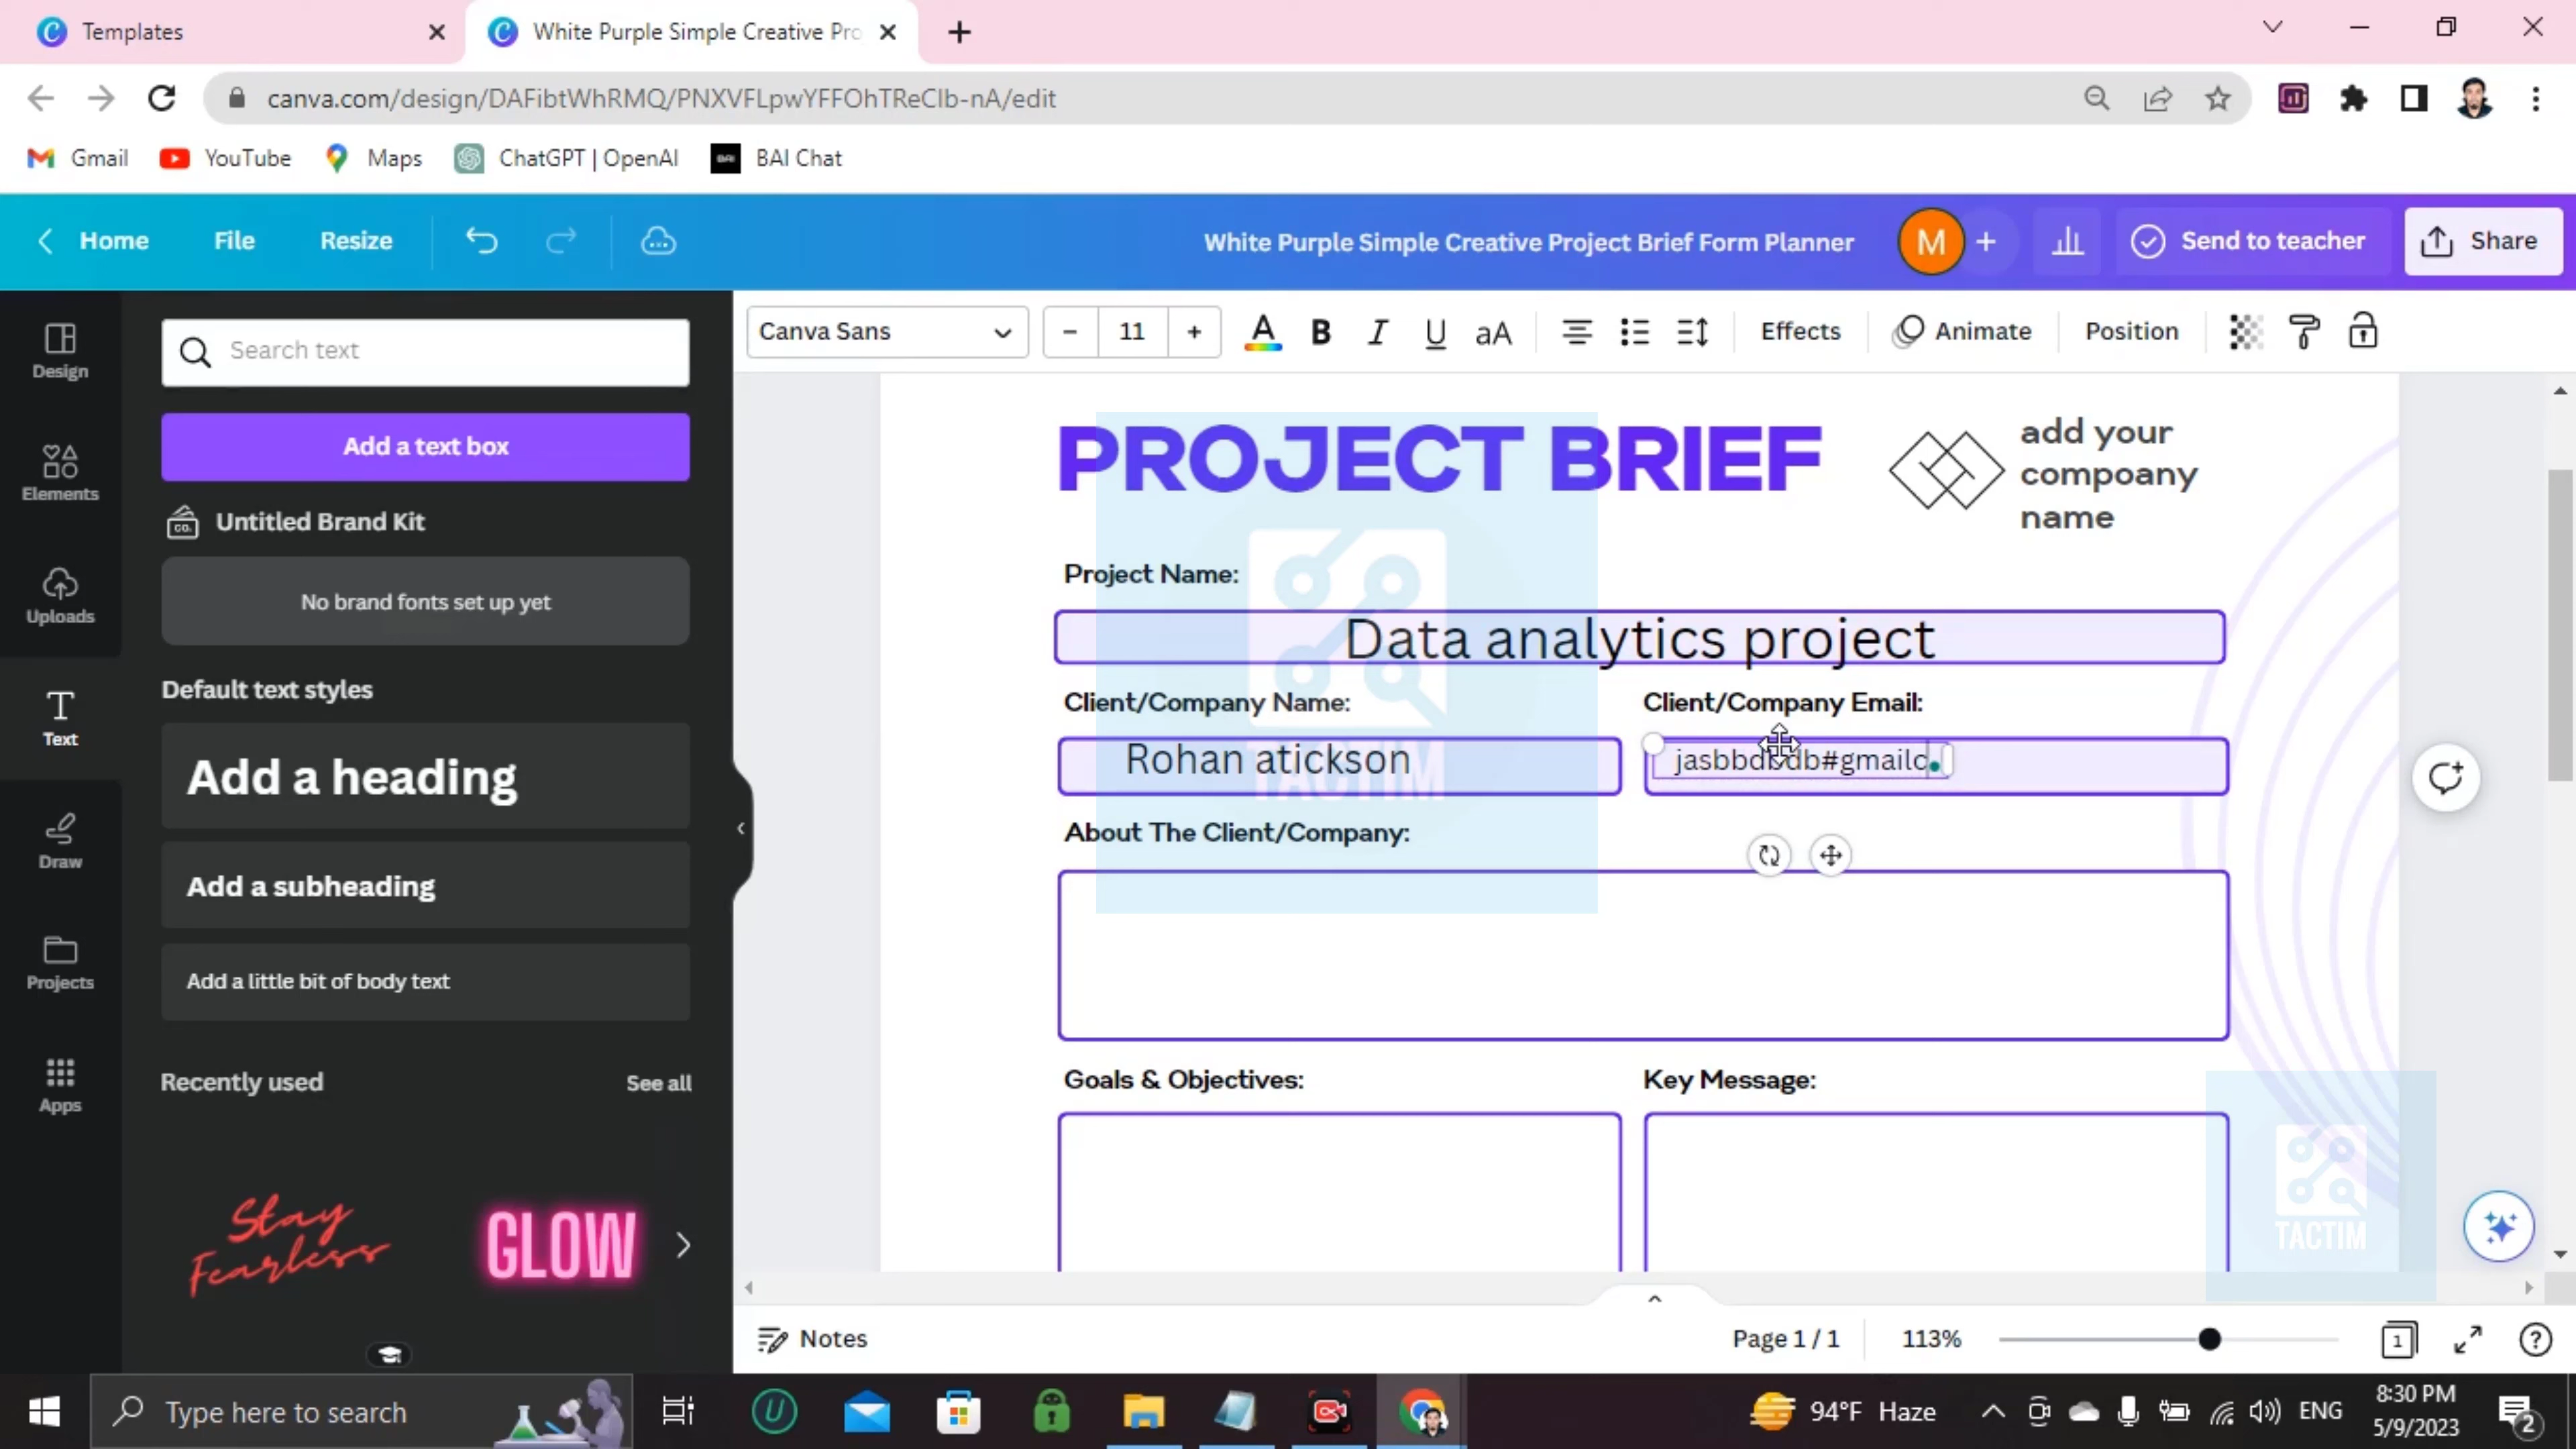 Templates
White Purple Simple Creative Pro
canva.com/design/DAFibtWhRMQ/PNXVFLpwYFFOhTReClb-nA/edit
Gmail YouTube Maps ChatGPT | OpenAI BAI Chat
Home File Resize White Purple Simple Creative Project Brief Form Planner M + Send to teacher Share
Canva Sans - 11 + A B I U aA Effects Animate Position
Design
Elements
Uploads
Text
Draw
Projects
Apps
Search text
Add a text box
CO. Untitled Brand Kit
No brand fonts set up yet
Default text styles
Add a heading
Add a subheading
Add a little bit of body text
Recently used See all
Stay
Fearless
GLOW
PROJECT BRIEF
add your
compoany
name
Project Name:
Data analytics project
Client/Company Name: Client/Company Email:
Rohan atickson
About The Client/Company:
Goals & Objectives: Key Message:
TACTIM
TACTIM
Notes Page 1 / 1 113% 1 ?
Type here to search 94°F Haze ENG
8:30 PM
5/9/2023
2